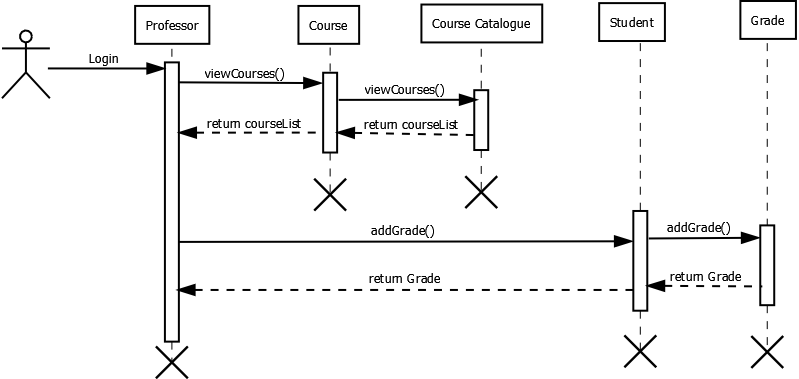 Professor
Course
Course Catalogue
Student
Grade
Login
viewCourses()
viewCourses()
return courseList
return courseList
addGrade()
addGrade()
return Grade
return Grade